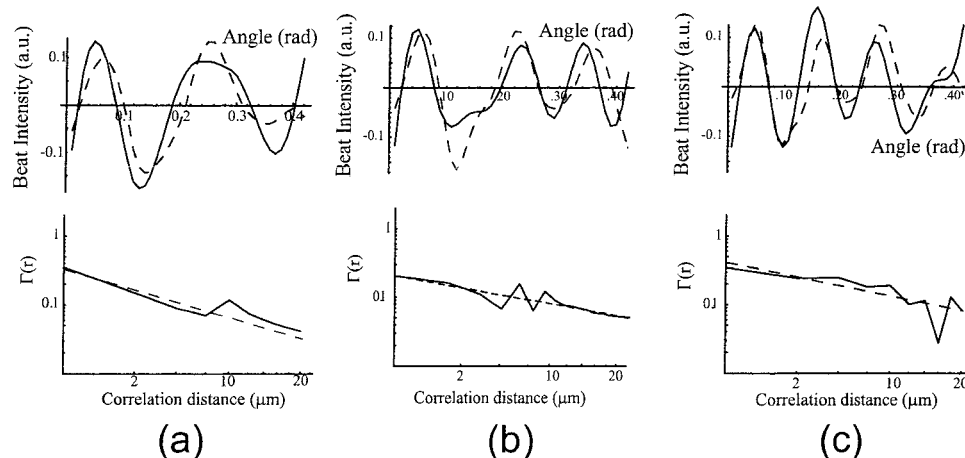 0.1
-0.1
Beat Intensity (a.u.)
Angle (rad)
0.1 0.2 0.3 0.4
0.1
-0.1
Beat Intensity (a.u.)
Angle (rad)
.10 .20 .30 .40
0.1
-0.1
Beat Intensity (a.u.)
.10 .20 .30 .40
Angle (rad)
1
0.1
Γ(r)
2 10 20
Correlation distance (μm)
1
0.1
Γ(r)
2 10 20
Correlation distance (μm)
1
0.1
Γ(r)
2 10 20
Correlation distance (μm)
(a) (b) (c)